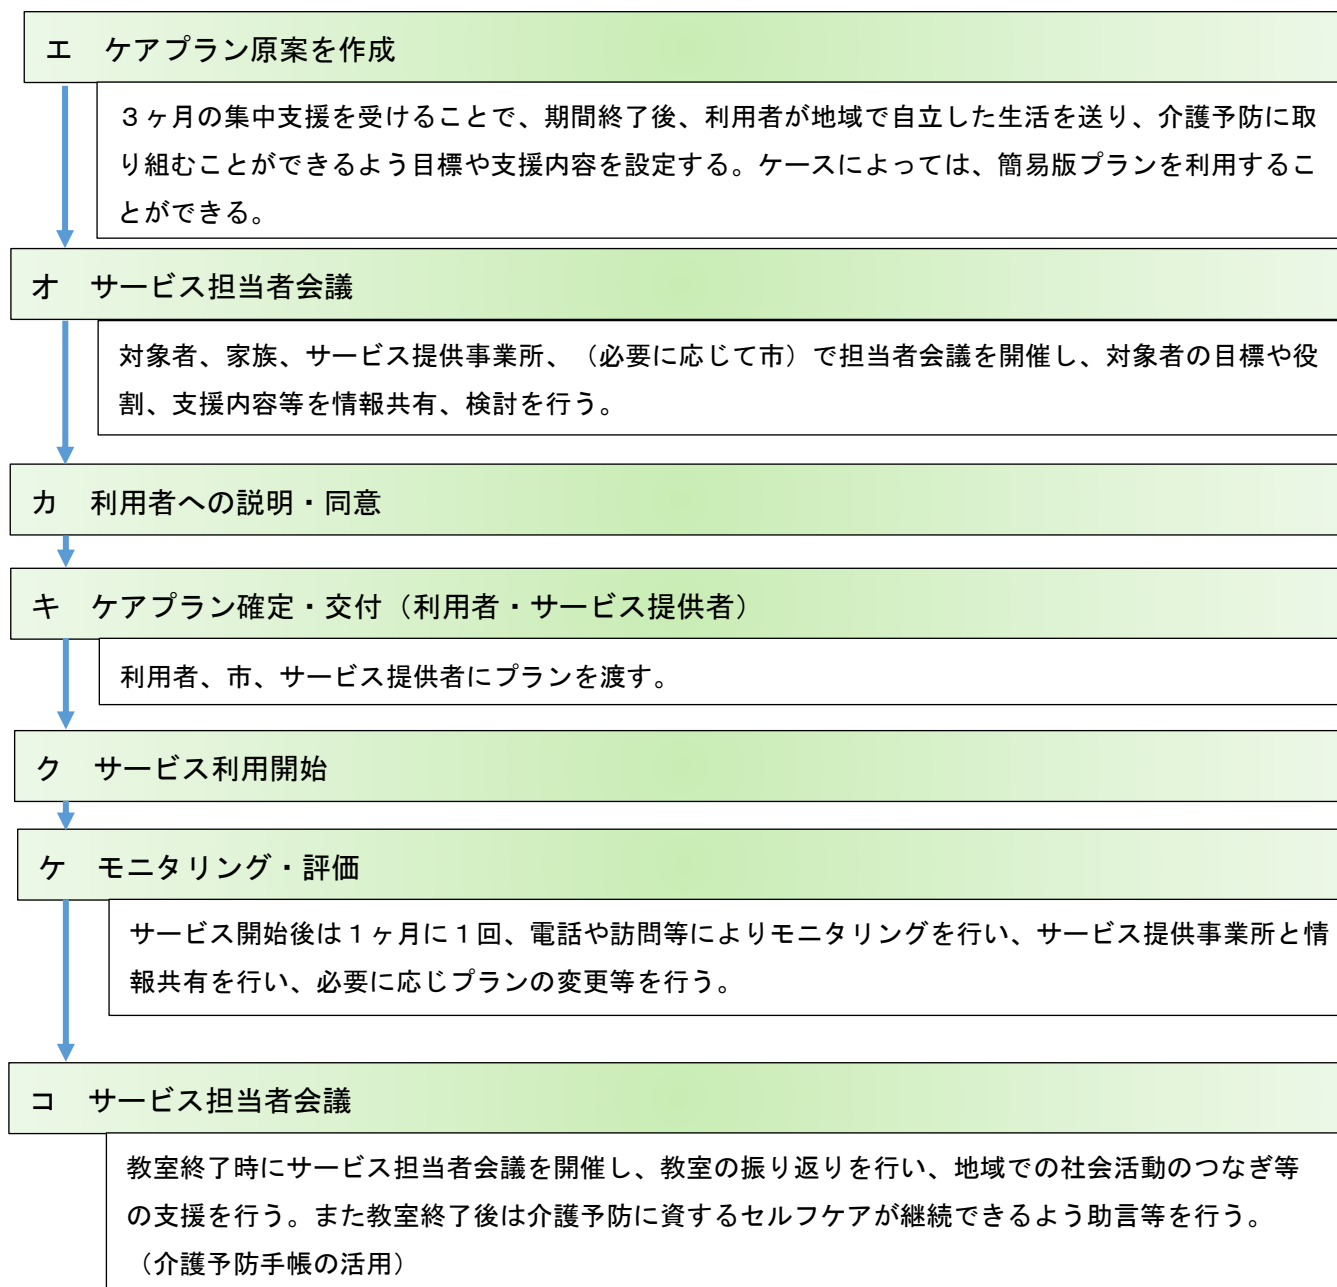 エ　ケアプラン原案を作成
３ヶ月の集中支援を受けることで、期間終了後、利用者が地域で自立した生活を送り、介護予防に取
り組むことができるよう目標や支援内容を設定する。ケースによっては、簡易版プランを利用するこ
とができる。
オ　サービス担当者会議
対象者、家族、サービス提供事業所、（必要に応じて市）で担当者会議を開催し、対象者の目標や役
割、支援内容等を情報共有、検討を行う。
カ　利用者への説明・同意
キ　ケアプラン確定・交付（利用者・サービス提供者）
利用者、市、サービス提供者にプランを渡す。
ク　サービス利用開始
ケ　モニタリング・評価
サービス開始後は１ヶ月に１回、電話や訪問等によりモニタリングを行い、サービス提供事業所と情
報共有を行い、必要に応じプランの変更等を行う。
コ　サービス担当者会議
教室終了時にサービス担当者会議を開催し、教室の振り返りを行い、地域での社会活動のつなぎ等
の支援を行う。また教室終了後は介護予防に資するセルフケアが継続できるよう助言等を行う。
（介護予防手帳の活用）